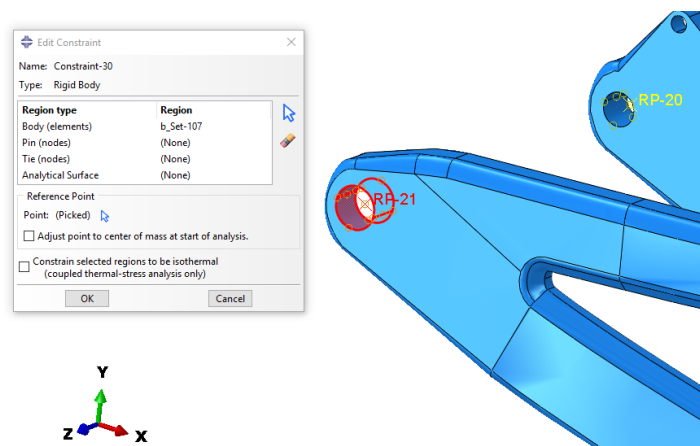 Edit Constraint
Name: Constraint-30
Type: Rigid Body
Region type Region
Body (elements) b_Set-107
Pin (nodes) (None)
Tie (nodes) (None)
Analytical Surface (None)
Reference Point
Point: (Picked)
Adjust point to center of mass at start of analysis.
Constrain selected regions to be isothermal
(coupled thermal-stress analysis only)
OK Cancel
RP-20
RP-21
Y
Z X